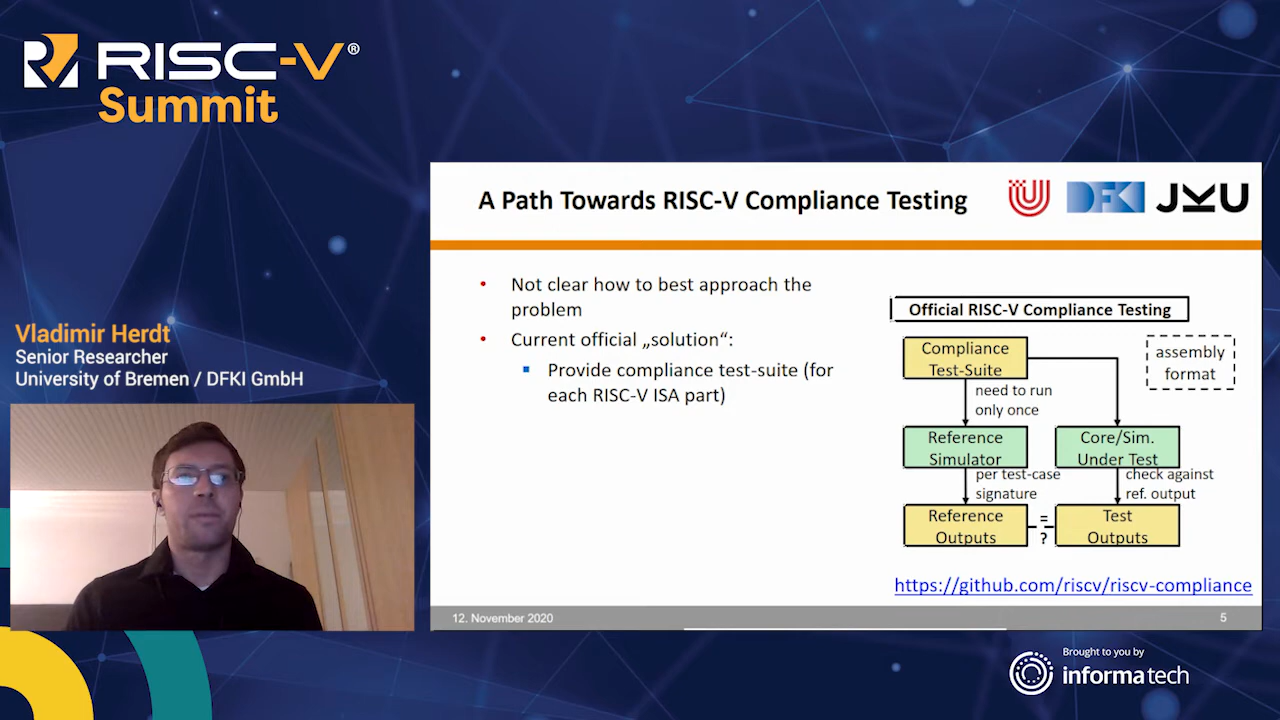 RISC-V®
Summit
Vladimir Herdt
Senior Researcher
University of Bremen / DFKI GmbH
A Path Towards RISC-V Compliance Testing
DFKI
JKU
• Not clear how to best approach the
problem
• Current official „solution“:
Provide compliance test-suite (for
each RISC-V ISA part)
Official RISC-V Compliance Testing
Compliance
Test-Suite
assembly
format
need to run
only once
Reference
Simulator
Core/Sim.
Under Test
per test-case
signature
check against
ref. output
Reference
Outputs
=
?
Test
Outputs
https://github.com/riscv/riscv-compliance
12. November 2020
5
Brought to you by
informa tech